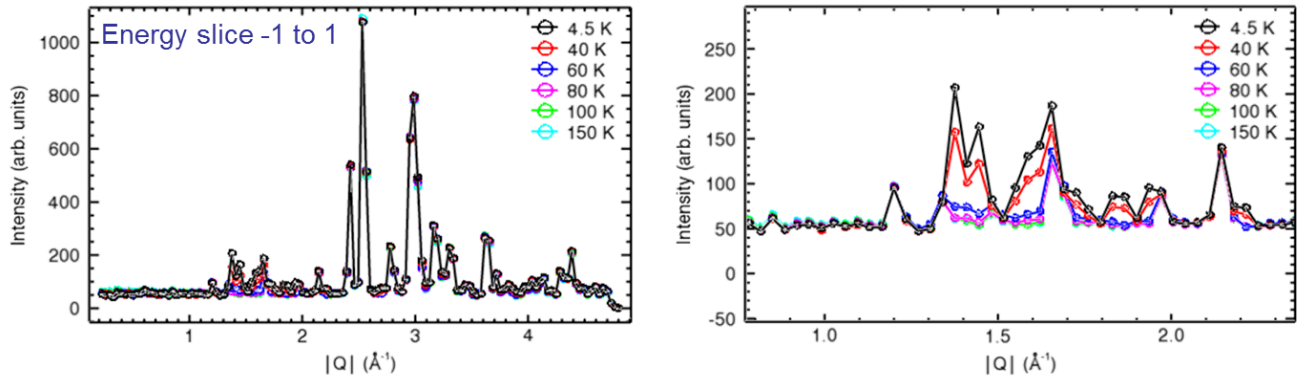 Energy slice -1 to 1
Intensity (arb. units)
1000
800
600
400
200
0
1
2
3
4
|Q| (Å⁻¹)
4.5 K
40 K
60 K
80 K
100 K
150 K
Intensity (arb. units)
250
200
150
100
50
0
-50
1.0
1.5
2.0
|Q| (Å⁻¹)
4.5 K
40 K
60 K
80 K
100 K
150 K